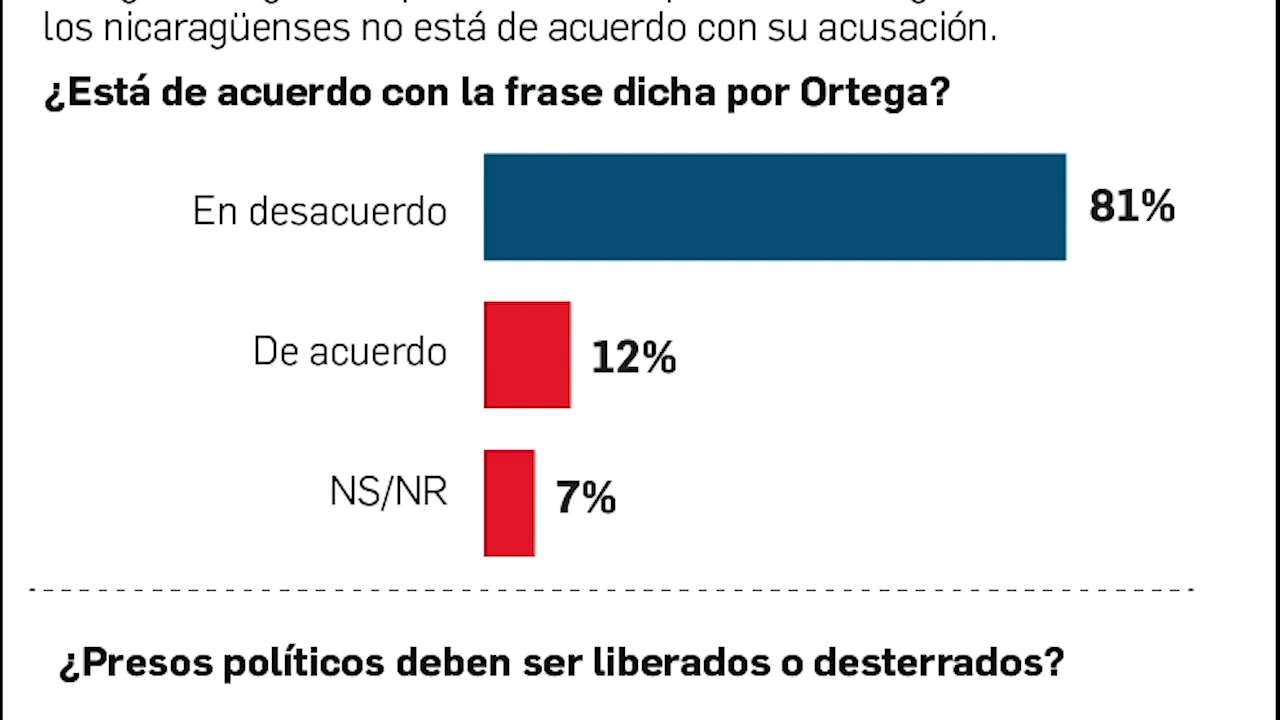 los nicaragüenses no está de acuerdo con su acusación.
¿Está de acuerdo con la frase dicha por Ortega?
En desacuerdo 81%
De acuerdo 12%
NS/NR 7%
¿Presos políticos deben ser liberados o desterrados?